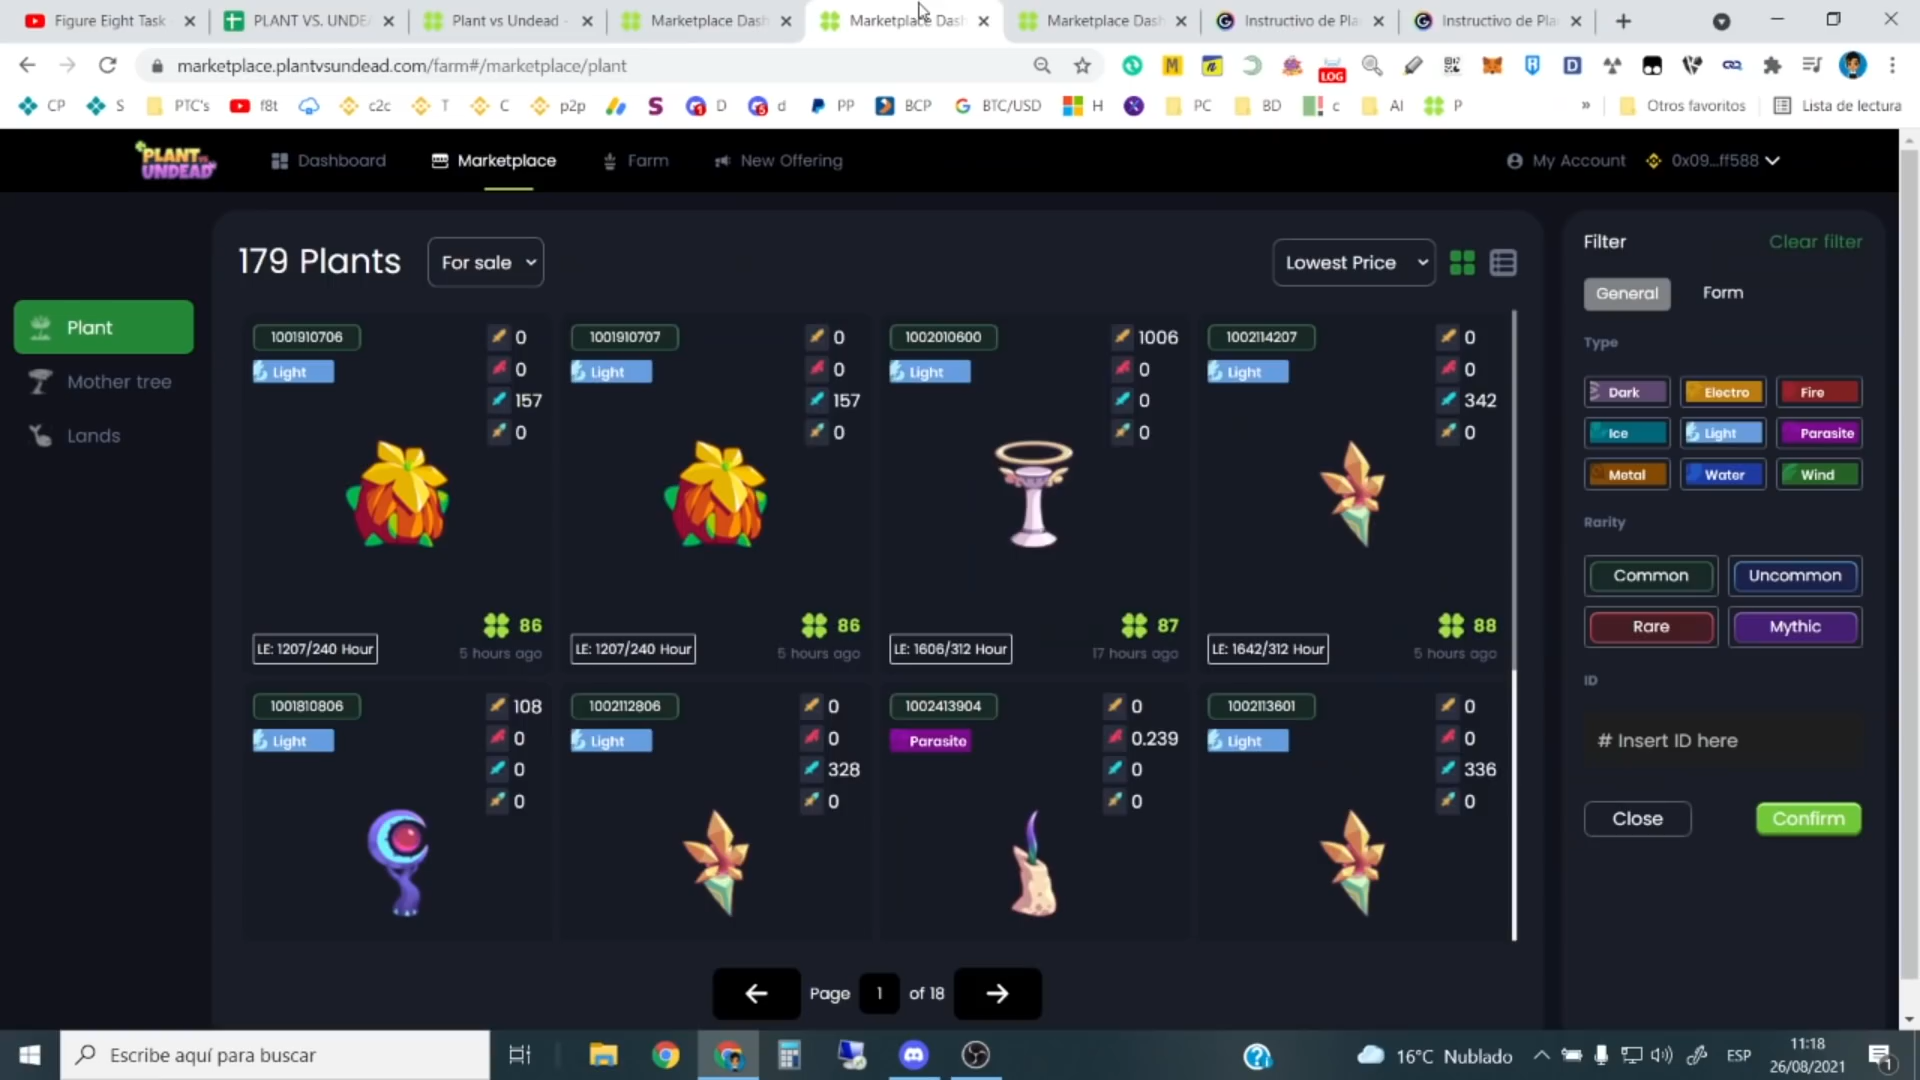 Figure Eight Task
PLANT VS. UNDE
Plant vs Undead -
Marketplace Dash
Marketplace Dash
Marketplace Dash
Instructivo de Pla
Instructivo de Pla
marketplace.plantvsundead.com/farm#/marketplace/plant
LOG
CP
S
PTC's
f8t
c2c
T
C
p2p
D
d
PP
BCP
BTC/USD
H
PC
BD
c
AI
P
»
Otros favoritos
Lista de lectura
PLANT VS. UNDEAD
Dashboard
Marketplace
Farm
New Offering
My Account
0x09...ff588
179 Plants
For sale
Lowest Price
Plant
Mother tree
Lands
1001910706
Light
0
0
157
0
86
LE: 1207/240 Hour
5 hours ago
1001910707
Light
0
0
157
0
86
LE: 1207/240 Hour
5 hours ago
1002010600
Light
1006
0
0
0
87
LE: 1606/312 Hour
17 hours ago
1002114207
Light
0
0
342
0
88
LE: 1642/312 Hour
5 hours ago
1001810806
Light
108
0
0
0
1002112806
Light
0
0
328
0
1002413904
Parasite
0
0.239
0
0
1002113601
Light
0
0
336
0
Page 1 of 18
Filter
Clear filter
General
Form
Type
Dark
Electro
Fire
Ice
Light
Parasite
Metal
Water
Wind
Rarity
Common
Uncommon
Rare
Mythic
ID
# Insert ID here
Close
Confirm
Escribe aquí para buscar
16°C Nublado
ESP
11:18
26/08/2021
1